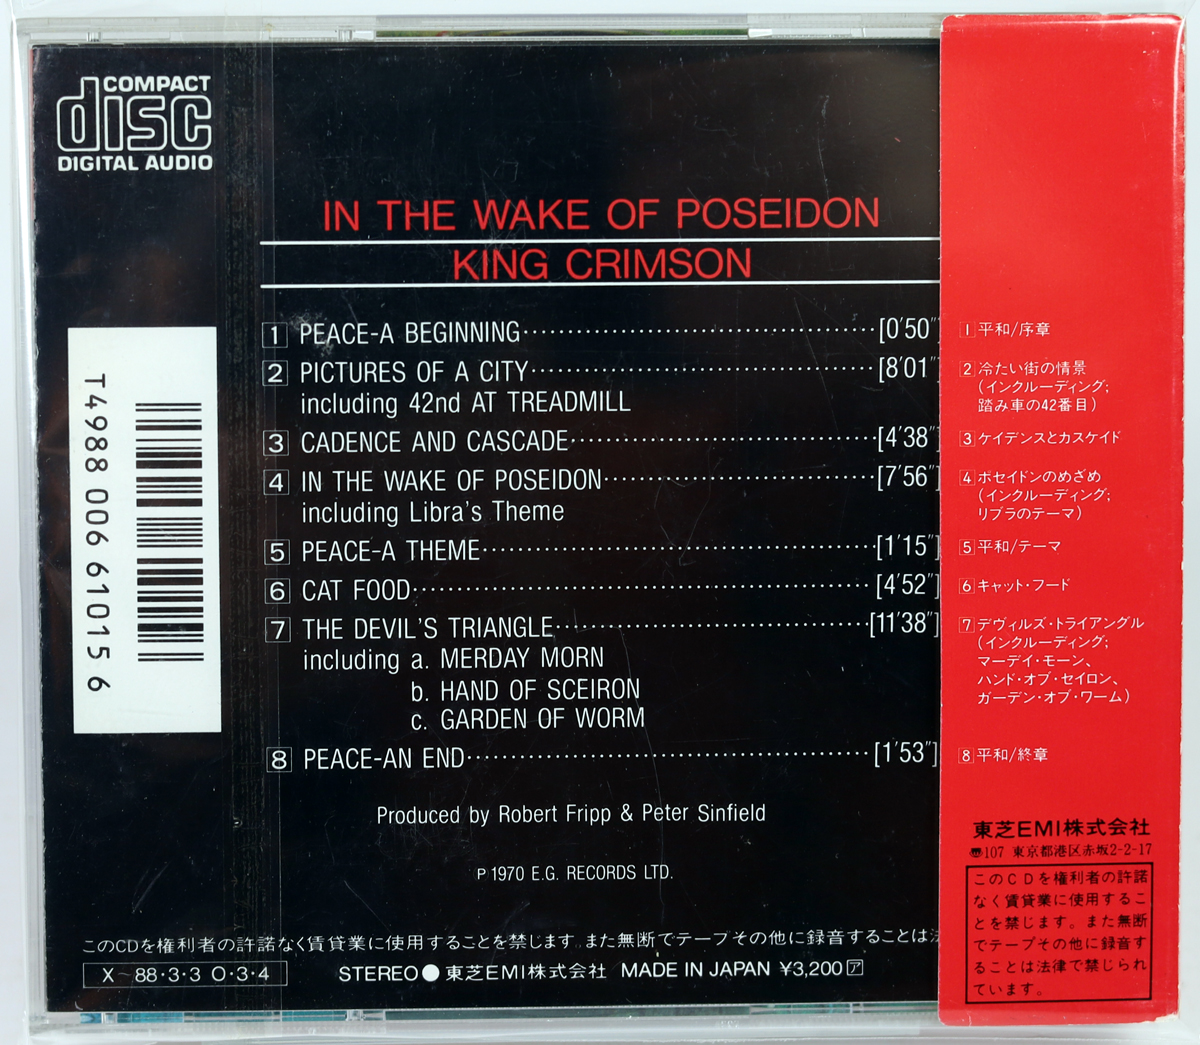 COMPACT
disc
DIGITAL AUDIO
IN THE WAKE OF POSEIDON
KING CRIMSON
1 PEACE-A BEGINNING [0'50"]
2 PICTURES OF A CITY [8'01"]
including 42nd AT TREADMILL
3 CADENCE AND CASCADE [4'38"]
4 IN THE WAKE OF POSEIDON [7'56"]
including Libra's Theme
5 PEACE-A THEME [1'15"]
6 CAT FOOD [4'52"]
7 THE DEVIL'S TRIANGLE [11'38"]
including a. MERDAY MORN
b. HAND OF SCEIRON
c. GARDEN OF WORM
8 PEACE-AN END [1'53"]
Produced by Robert Fripp & Peter Sinfield
P 1970 E.G. RECORDS LTD.
このCDを権利者の許諾なく賃貸業に使用することを禁じます。また無断でテープその他に録音することは法
X-88・3・3 O・3・4
STEREO●東芝EMI株式会社 MADE IN JAPAN ¥3,200 ア
T4988 006 61015 6
1 平和/序章
2 冷たい街の情景
(インクルーディング;
踏み車の42番目)
3 ケイデンスとカスケイド
4 ポセイドンのめざめ
(インクルーディング;
リブラのテーマ)
5 平和/テーマ
6 キャット・フード
7 デヴィルズ・トライアングル
(インクルーディング;
マーデイ・モーン、
ハンド・オブ・セイロン、
ガーデン・オブ・ワーム)
8 平和/終章
東芝EMI株式会社
〠107 東京都港区赤坂2-2-17
このCDを権利者の許諾
なく賃貸業に使用するこ
とを禁じます。また無断
でテープその他に録音す
ることは法律で禁じられ
ています。